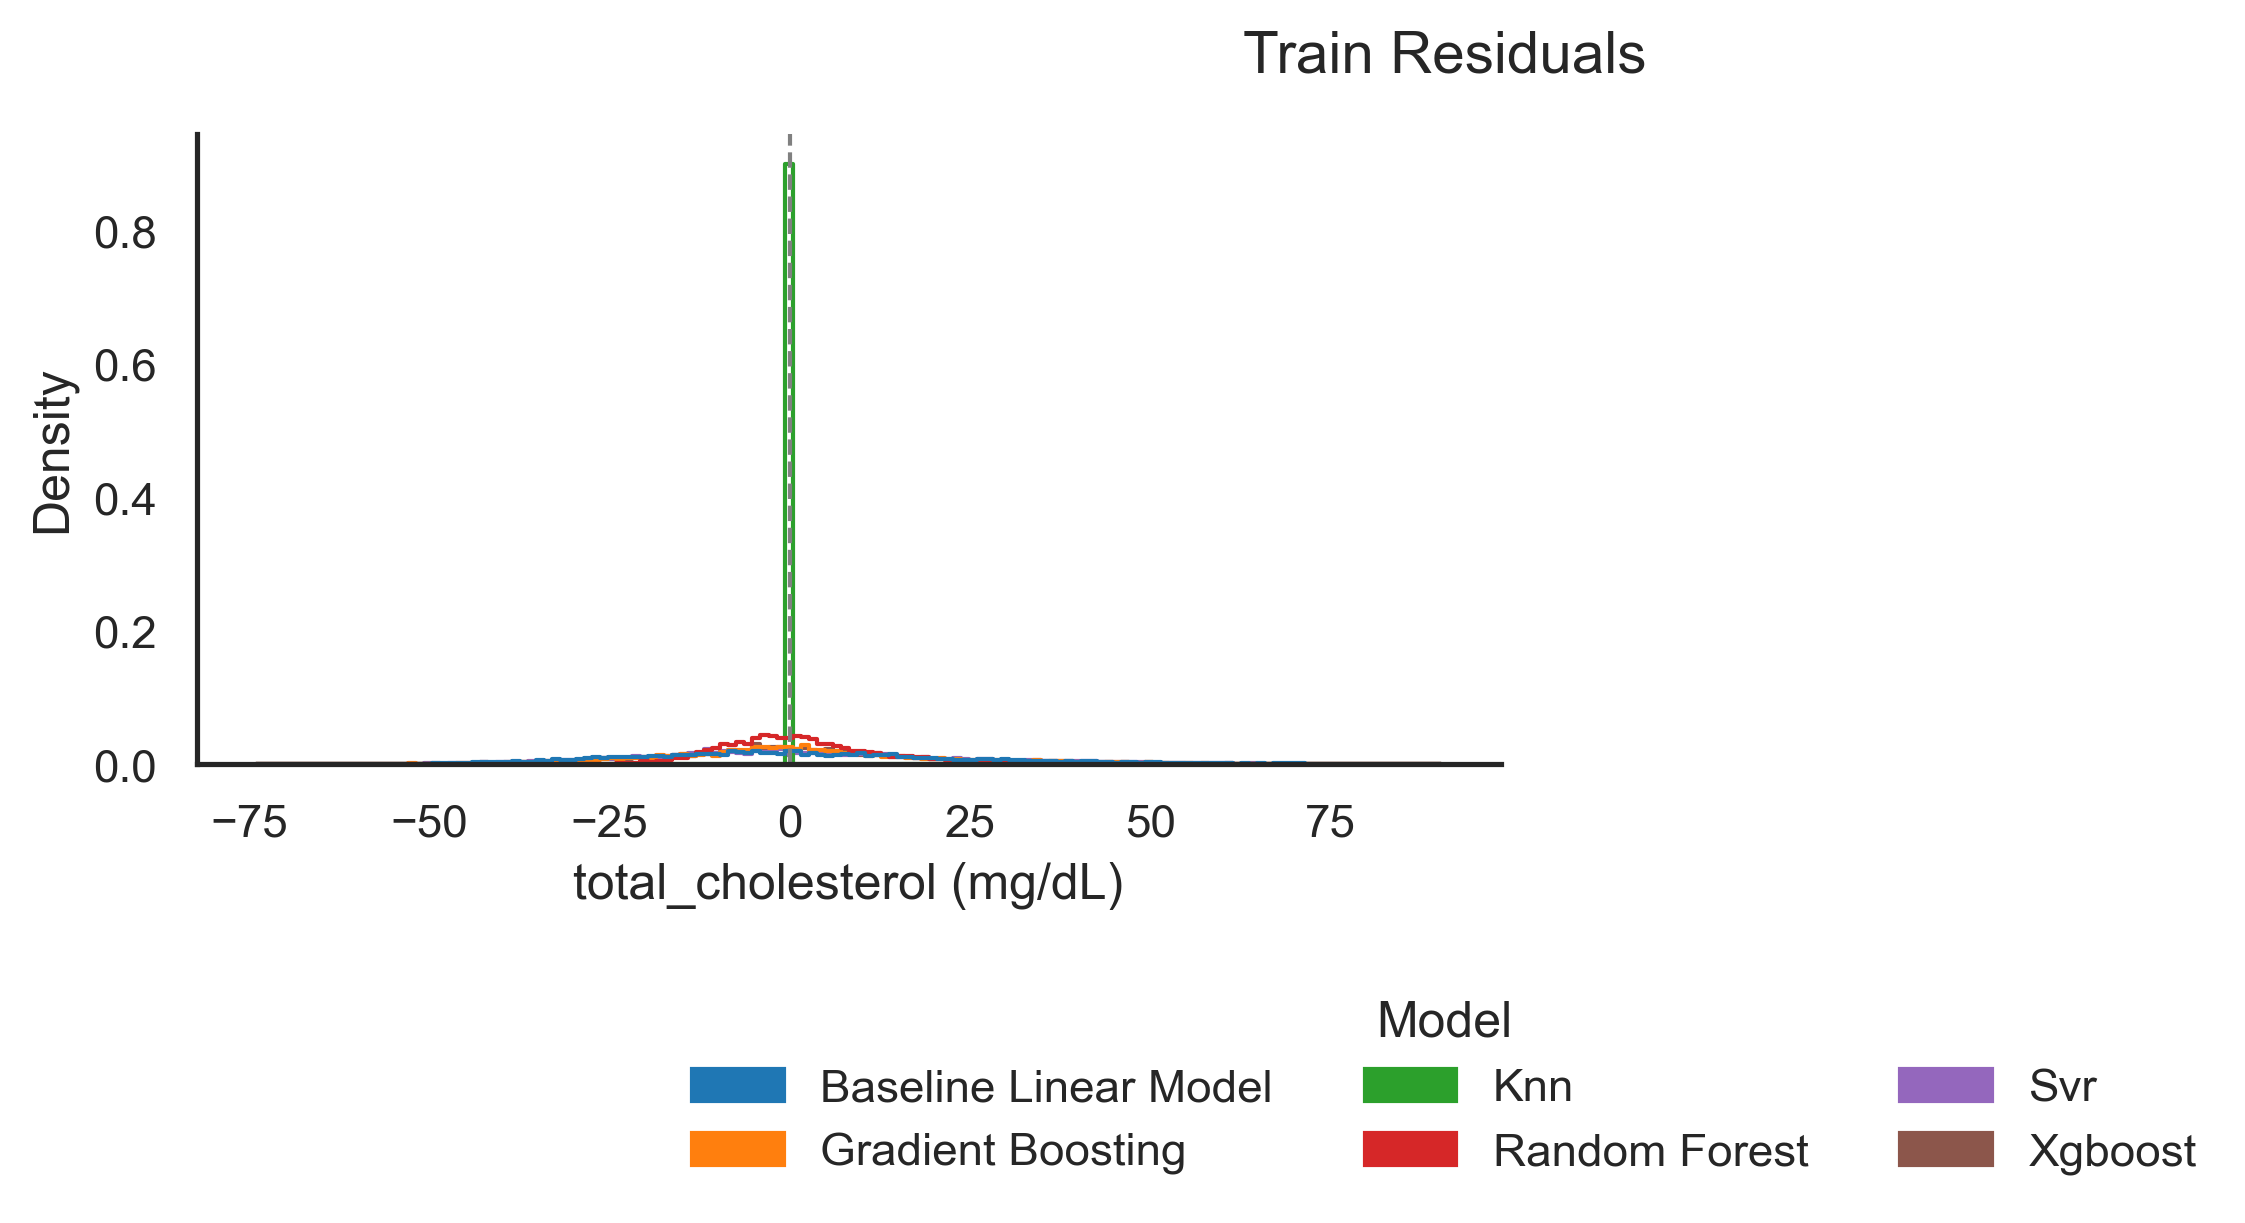 Train Residuals
Density
0.8
0.6
0.4
0.2
0.0
−75 −50 −25 0 25 50 75
total_cholesterol (mg/dL)
Model
Baseline Linear Model Knn Svr
Gradient Boosting Random Forest Xgboost